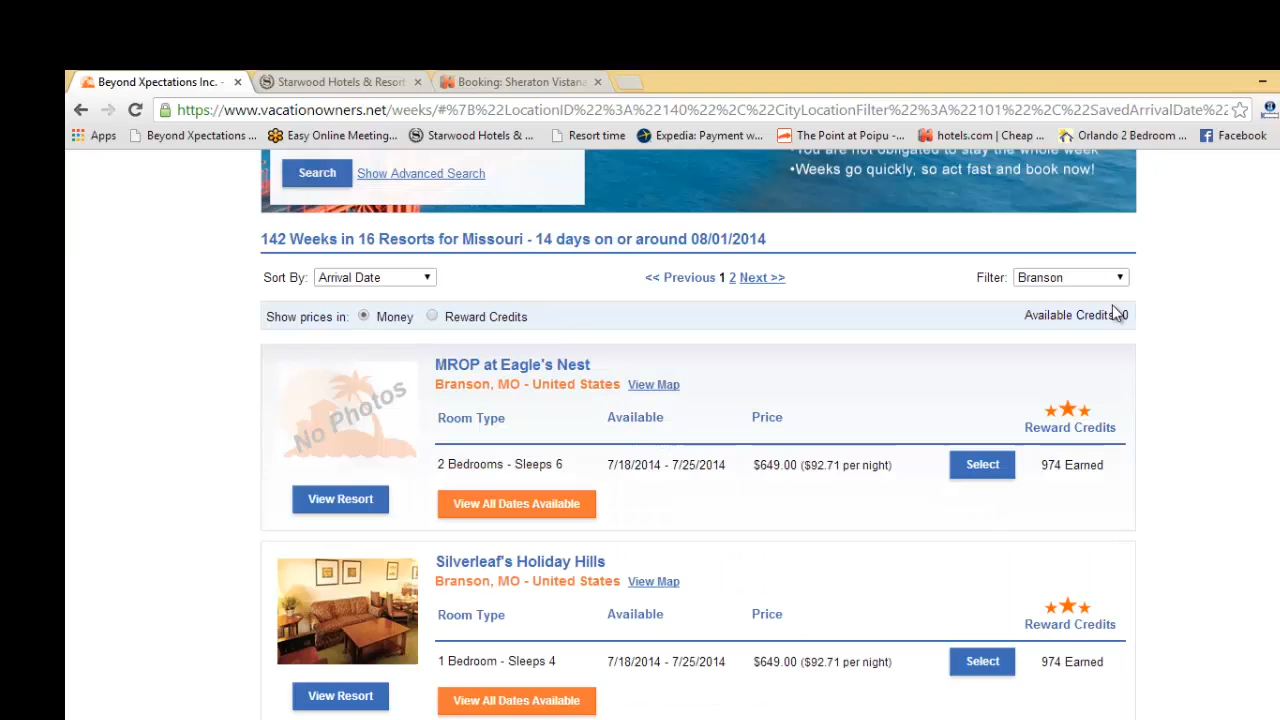 Beyond Xpectations Inc. -
Starwood Hotels & Resort
Booking: Sheraton Vistana
https://www.vacationowners.net/weeks/#%7B%22LocationID%22%3A%22140%22%2C%22CityLocationFilter%22%3A%22101%22%2C%22SavedArrivalDate%22
Apps
Beyond Xpectations ...
Easy Online Meeting...
Starwood Hotels & ...
Resort time
Expedia: Payment w...
The Point at Poipu -...
hotels.com | Cheap ...
Orlando 2 Bedroom ...
Facebook
•You are not obligated to stay the whole week
Search
Show Advanced Search
•Weeks go quickly, so act fast and book now!
142 Weeks in 16 Resorts for Missouri - 14 days on or around 08/01/2014
Sort By: Arrival Date
<< Previous 1 2 Next >>
Filter: Branson
Show prices in: Money Reward Credits
Available Credits 0
MROP at Eagle's Nest
Branson, MO - United States View Map
No Photos
Room Type Available Price
Reward Credits
2 Bedrooms - Sleeps 6 7/18/2014 - 7/25/2014 $649.00 ($92.71 per night) Select 974 Earned
View Resort
View All Dates Available
Silverleaf's Holiday Hills
Branson, MO - United States View Map
Room Type Available Price
Reward Credits
1 Bedroom - Sleeps 4 7/18/2014 - 7/25/2014 $649.00 ($92.71 per night) Select 974 Earned
View Resort
View All Dates Available